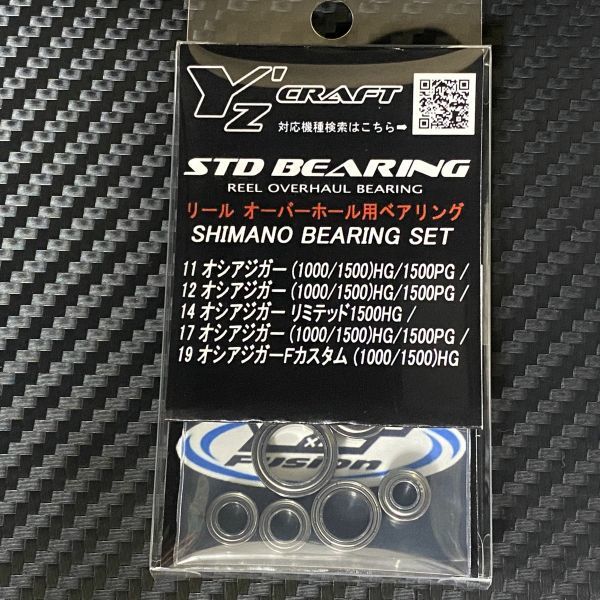 Y'z CRAFT
対応機種検索はこちら➡
STD BEARING
REEL OVERHAUL BEARING
リール オーバーホール用ベアリング
SHIMANO BEARING SET
11 オシアジガー (1000/1500)HG/1500PG /
12 オシアジガー (1000/1500)HG/1500PG /
14 オシアジガー リミテッド1500HG /
17 オシアジガー (1000/1500)HG/1500PG /
19 オシアジガーFカスタム (1000/1500)HG
Fusion